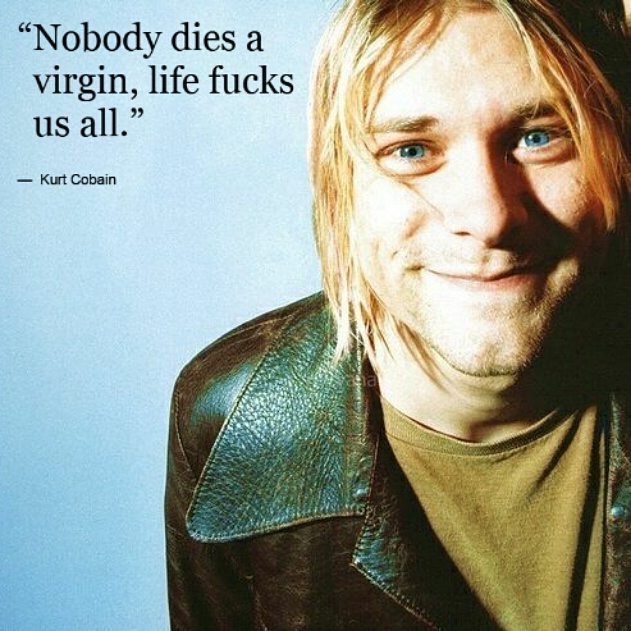 “Nobody dies a
virgin, life fucks
us all.”
— Kurt Cobain